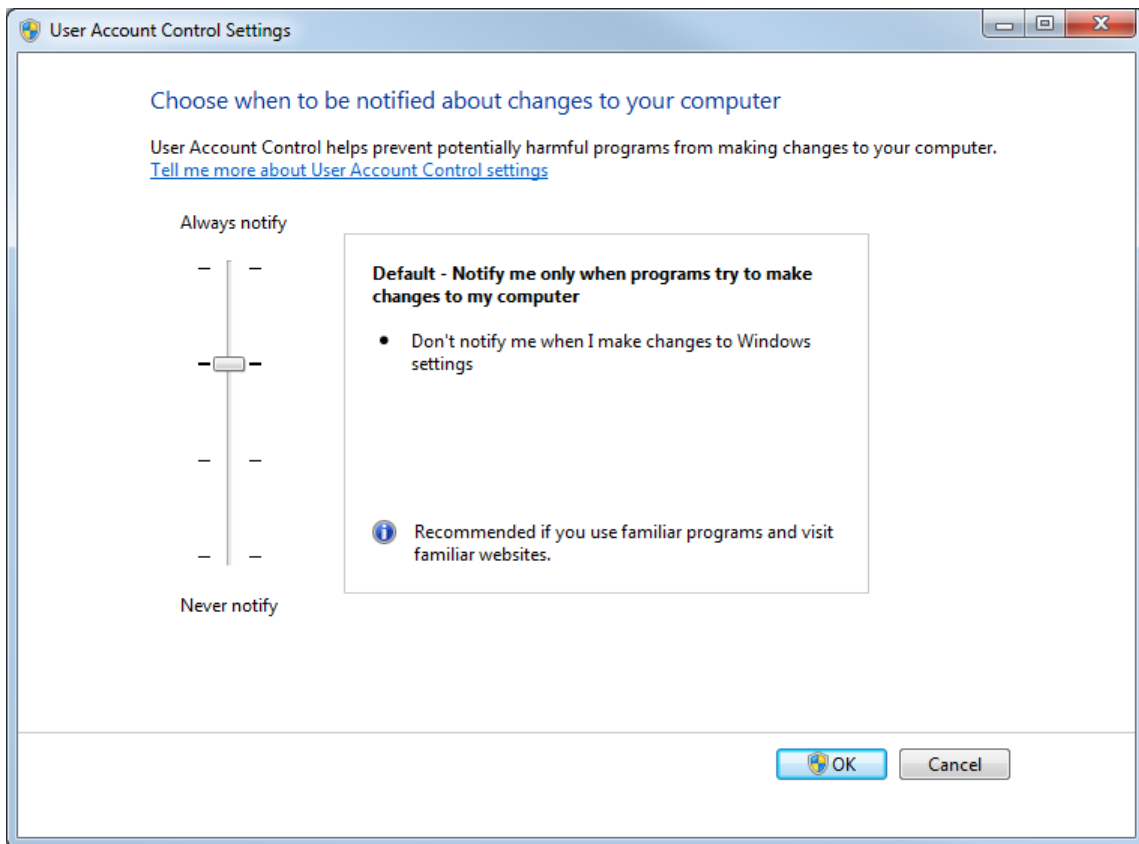 User Account Control Settings
Choose when to be notified about changes to your computer
User Account Control helps prevent potentially harmful programs from making changes to your computer.
Tell me more about User Account Control settings
Always notify
Default - Notify me only when programs try to make
changes to my computer
• Don't notify me when I make changes to Windows
settings
Recommended if you use familiar programs and visit
familiar websites.
Never notify
OK
Cancel